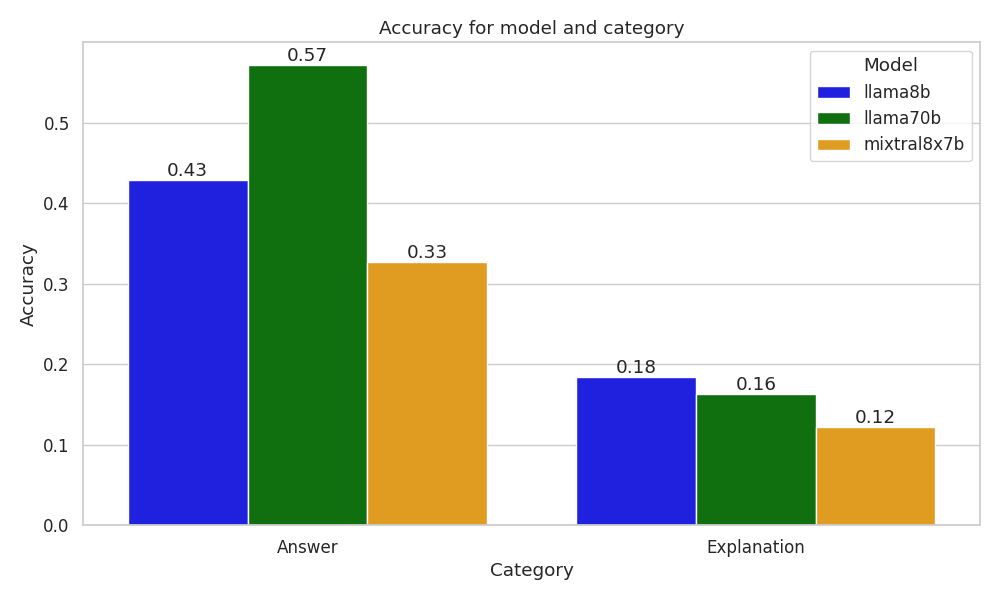 Accuracy for model and category
Model
llama8b
llama70b
mixtral8x7b
Accuracy
0.5
0.4
0.3
0.2
0.1
0.0
0.43
0.57
0.33
0.18
0.16
0.12
Answer
Explanation
Category